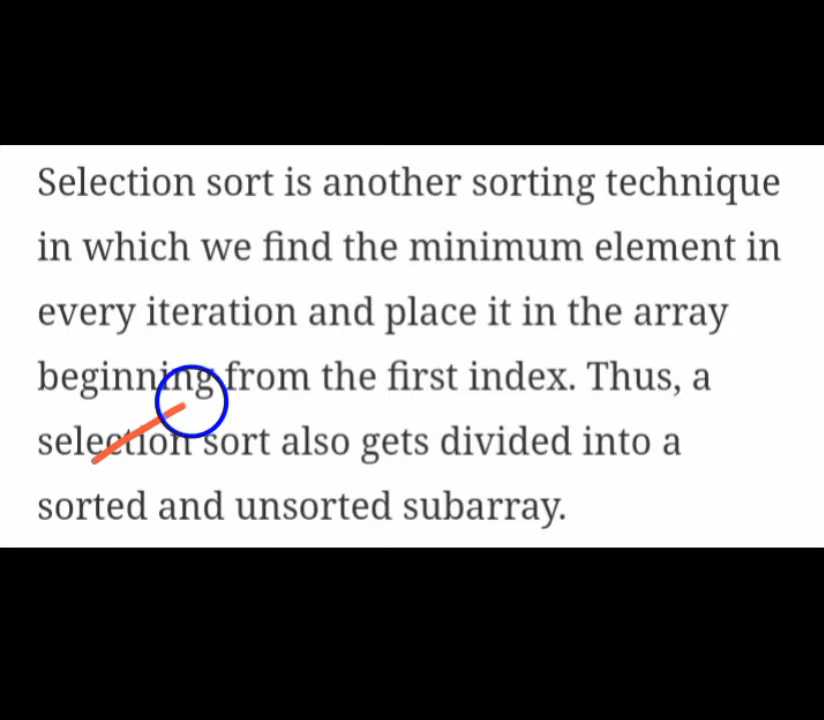 Selection sort is another sorting technique
in which we find the minimum element in
every iteration and place it in the array
beginning from the first index. Thus, a
selection sort also gets divided into a
sorted and unsorted subarray.